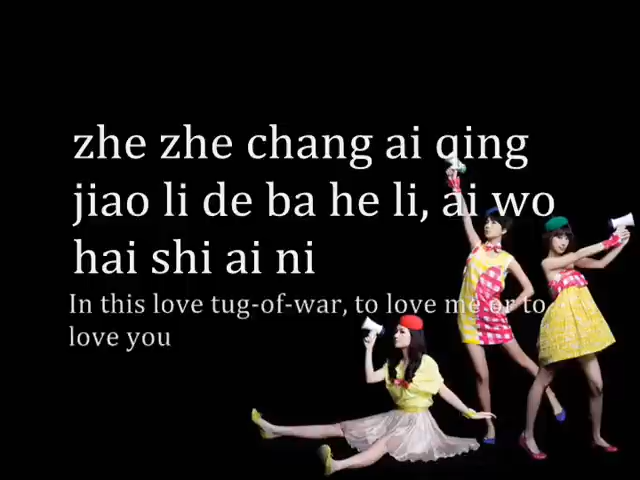 zhe zhe chang ai qing
jiao li de ba he li, ai wo
hai shi ai ni
In this love tug-of-war, to love me or to
love you